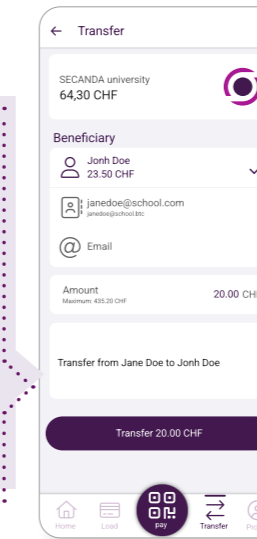 Transfer
SECANDA university
64,30 CHF
Beneficiary
Jonh Doe
23.50 CHF
janedoe@school.com
janedoe@school.btc
@ Email
Amount
Maximum: 435.20 CHF
20.00 CH
Transfer from Jane Doe to Jonh Doe
Transfer 20.00 CHF
Home
Load
pay
Transfer